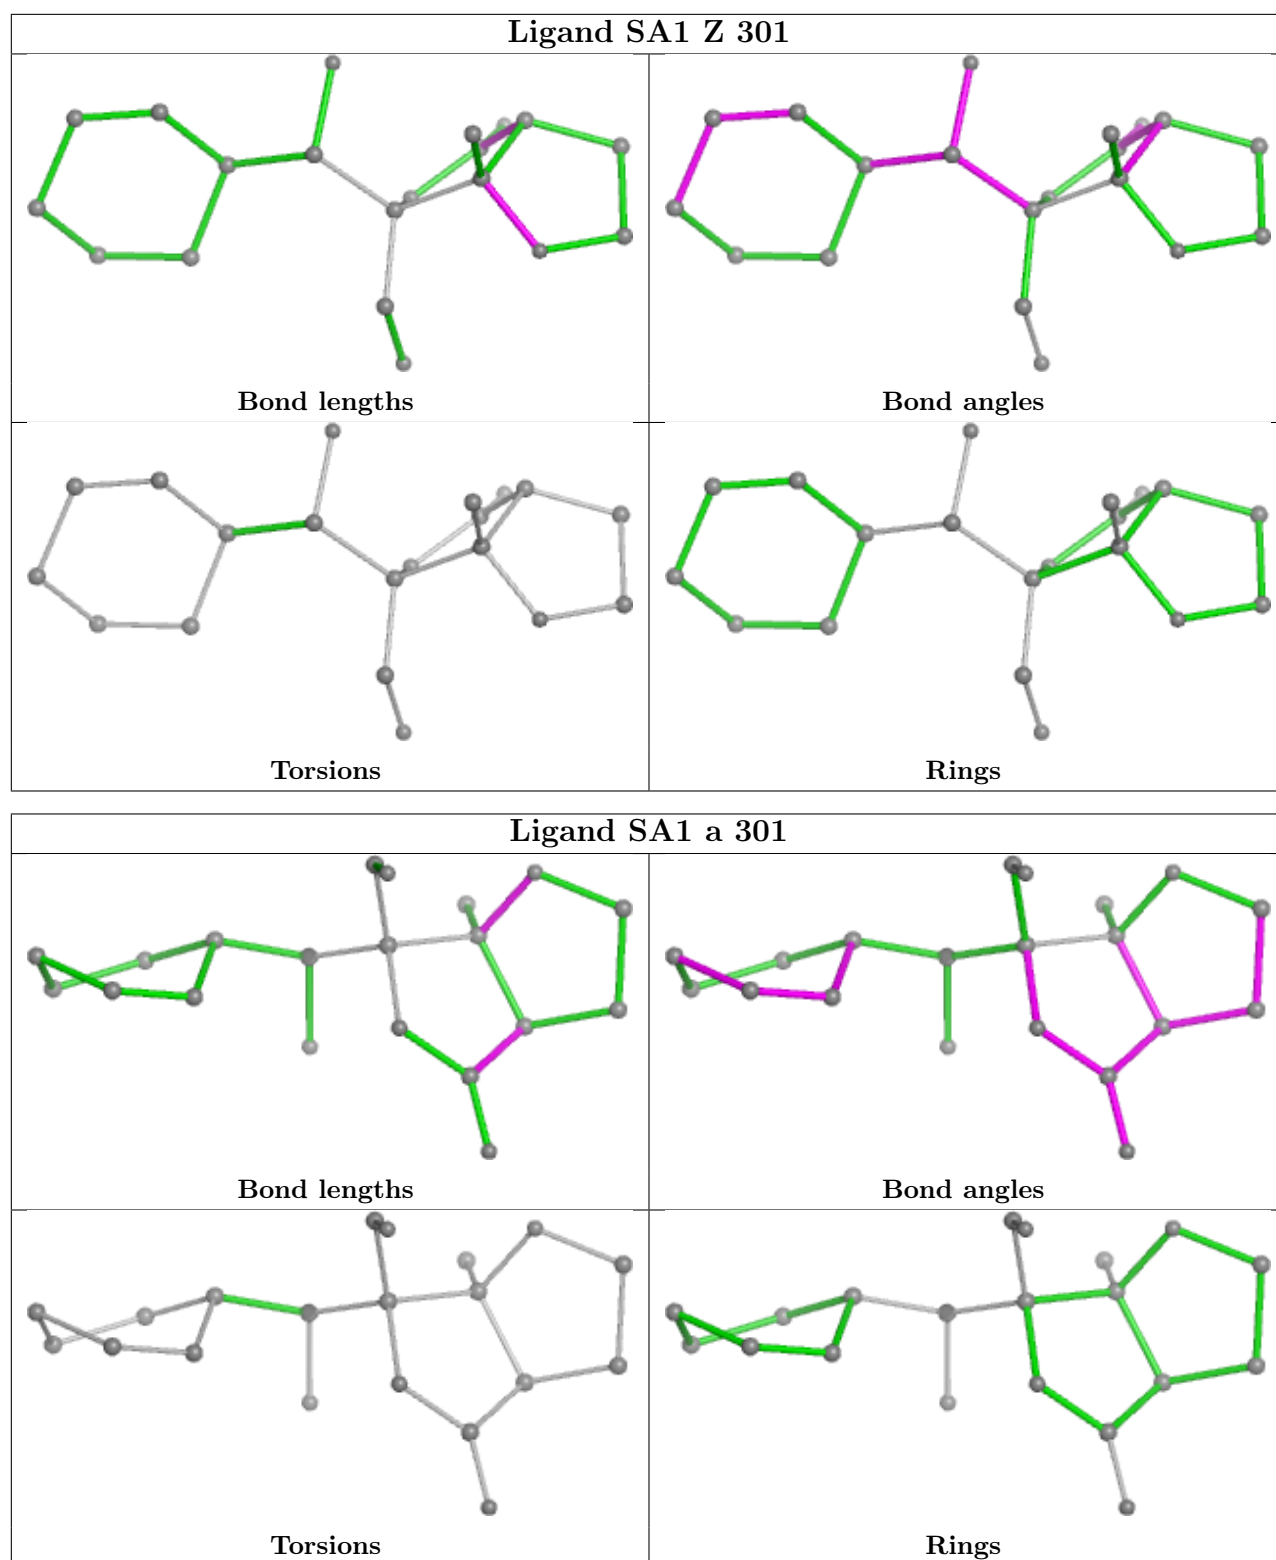 Ligand SA1 Z 301
Bond lengths
Bond angles
Torsions
Rings
Ligand SA1 a 301
Bond lengths
Bond angles
Torsions
Rings